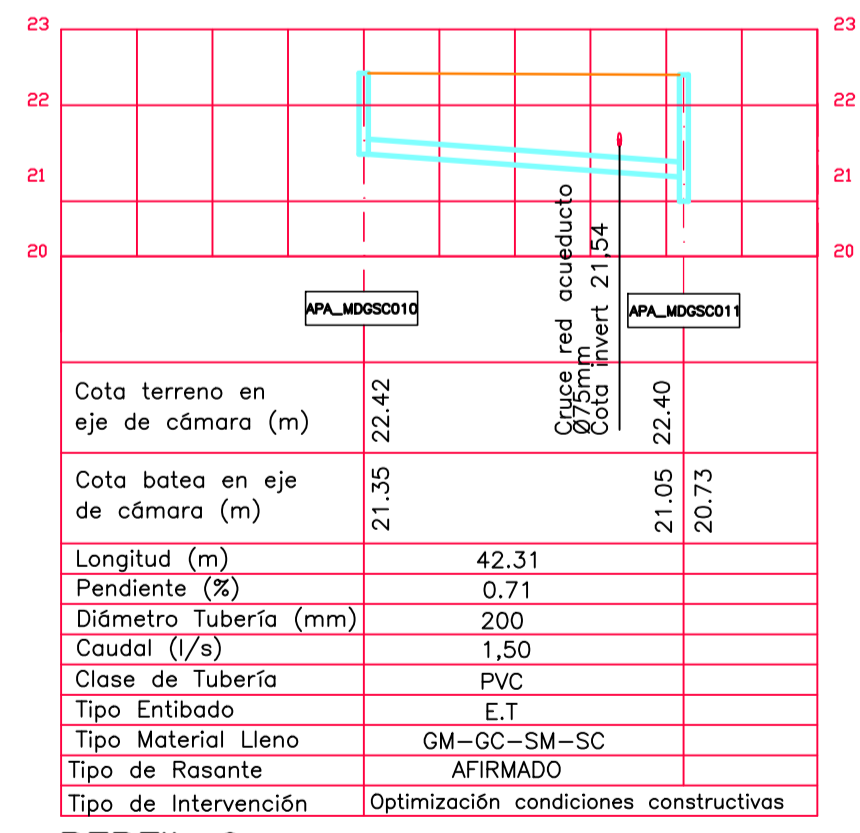 23 23
22 22
21 21
20 20
Cruce red acueducto
Ø75mm
Cota invert 21,54
APA_MDGSC010 APA_MDGSC011
Cota terreno en
eje de cámara (m)
22.42 22.40
Cota batea en eje
de cámara (m)
21.35 21.05 20.73
Longitud (m) 42.31
Pendiente (%) 0.71
Diámetro Tubería (mm) 200
Caudal (l/s) 1,50
Clase de Tubería PVC
Tipo Entibado E.T
Tipo Material Lleno GM-GC-SM-SC
Tipo de Rasante AFIRMADO
Tipo de Intervención Optimización condiciones constructivas